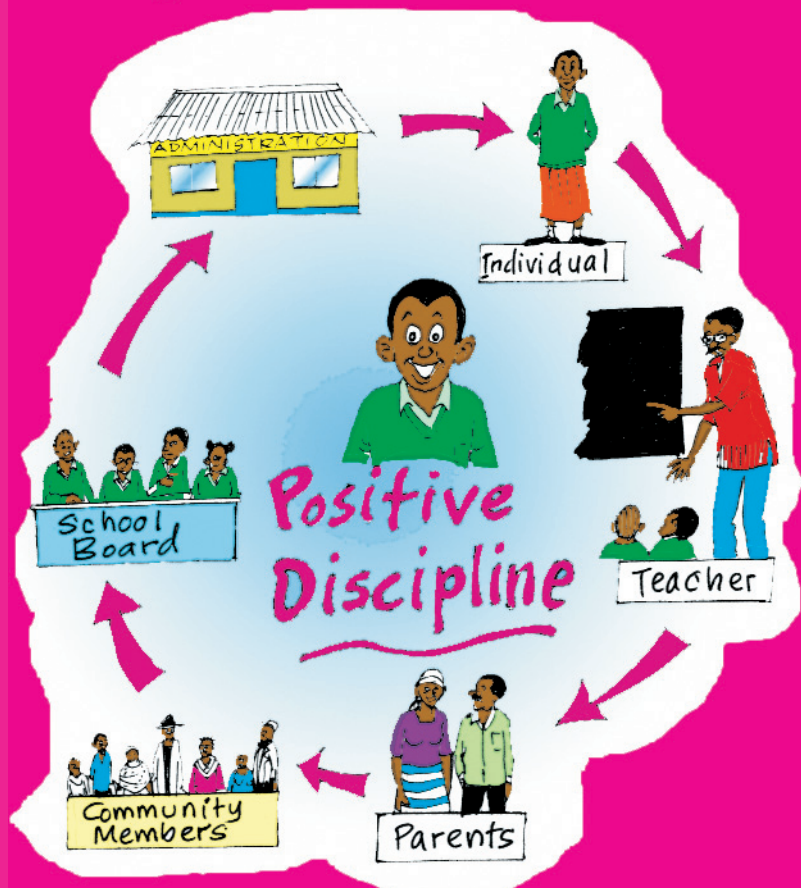 ADMINISTRATION
Individual
Positive
Discipline
Teacher
School
Board
Community
Members
Parents